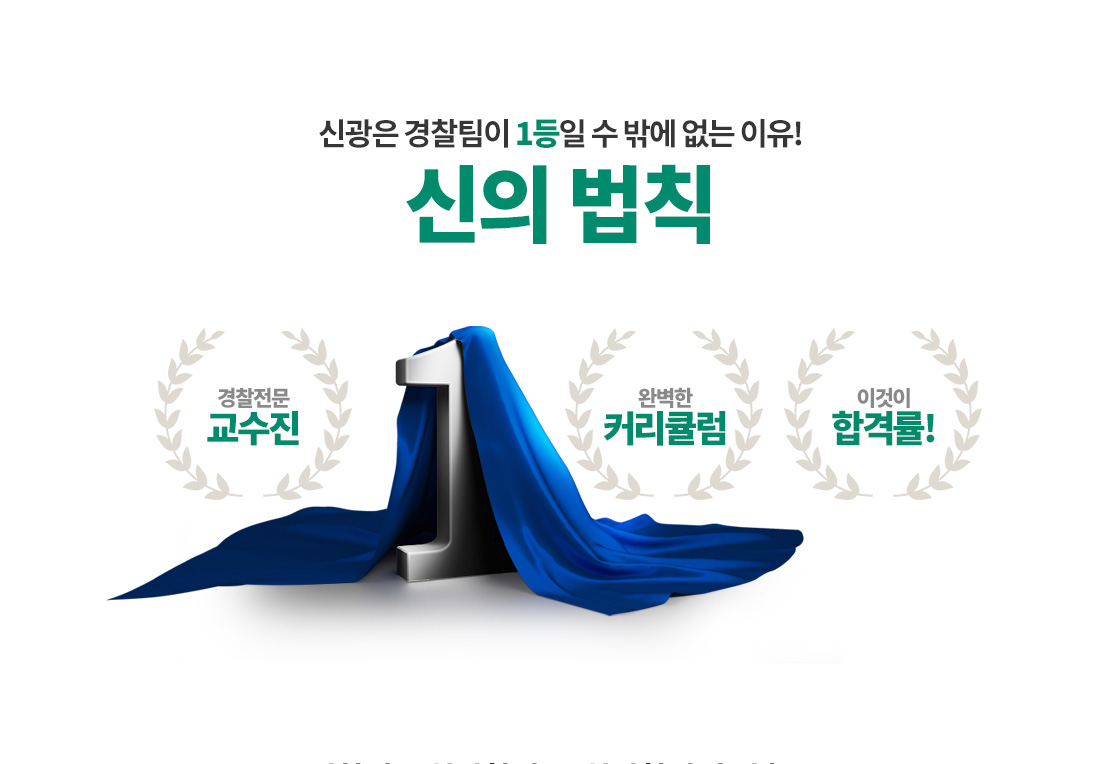 신광은 경찰팀이 1등일 수 밖에 없는 이유!
신의 법칙
경찰전문
교수진
완벽한
커리큘럼
이것이
합격률!